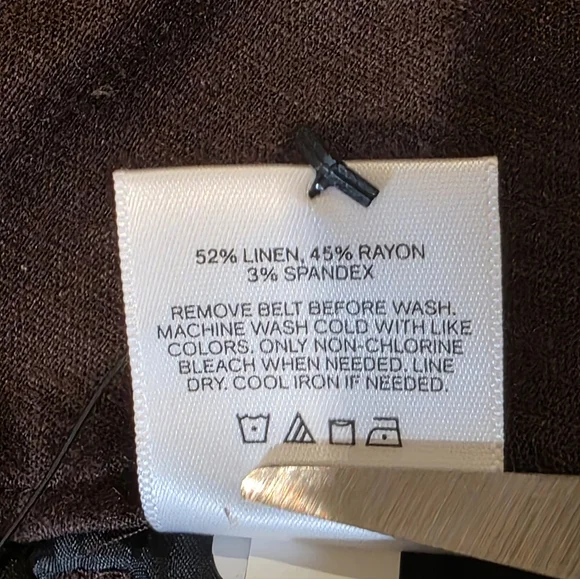 52% LINEN, 45% RAYON
3% SPANDEX
REMOVE BELT BEFORE WASH.
MACHINE WASH COLD WITH LIKE
COLORS. ONLY NON-CHLORINE
BLEACH WHEN NEEDED. LINE
DRY. COOL IRON IF NEEDED.